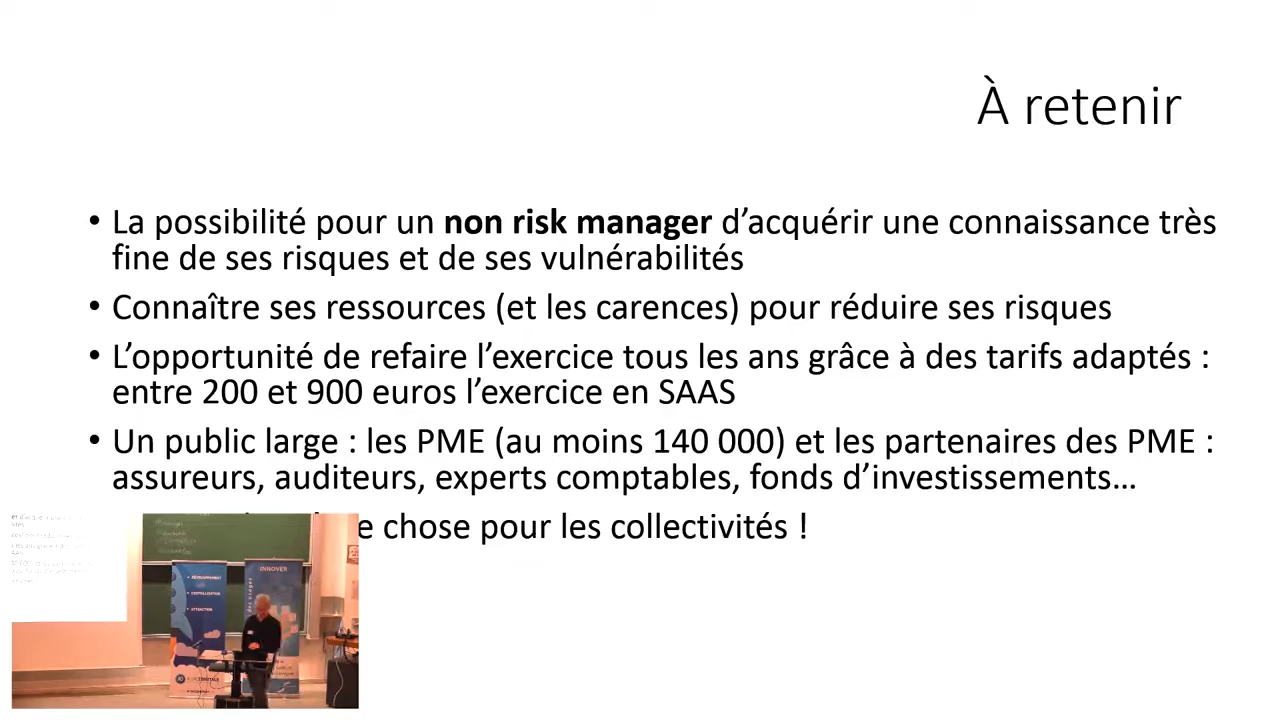 À retenir
• La possibilité pour un non risk manager d’acquérir une connaissance très
fine de ses risques et de ses vulnérabilités
• Connaître ses ressources (et les carences) pour réduire ses risques
• L’opportunité de refaire l’exercice tous les ans grâce à des tarifs adaptés :
entre 200 et 900 euros l’exercice en SAAS
• Un public large : les PME (au moins 140 000) et les partenaires des PME :
assureurs, auditeurs, experts comptables, fonds d’investissements…
chose pour les collectivités !
INNOVER